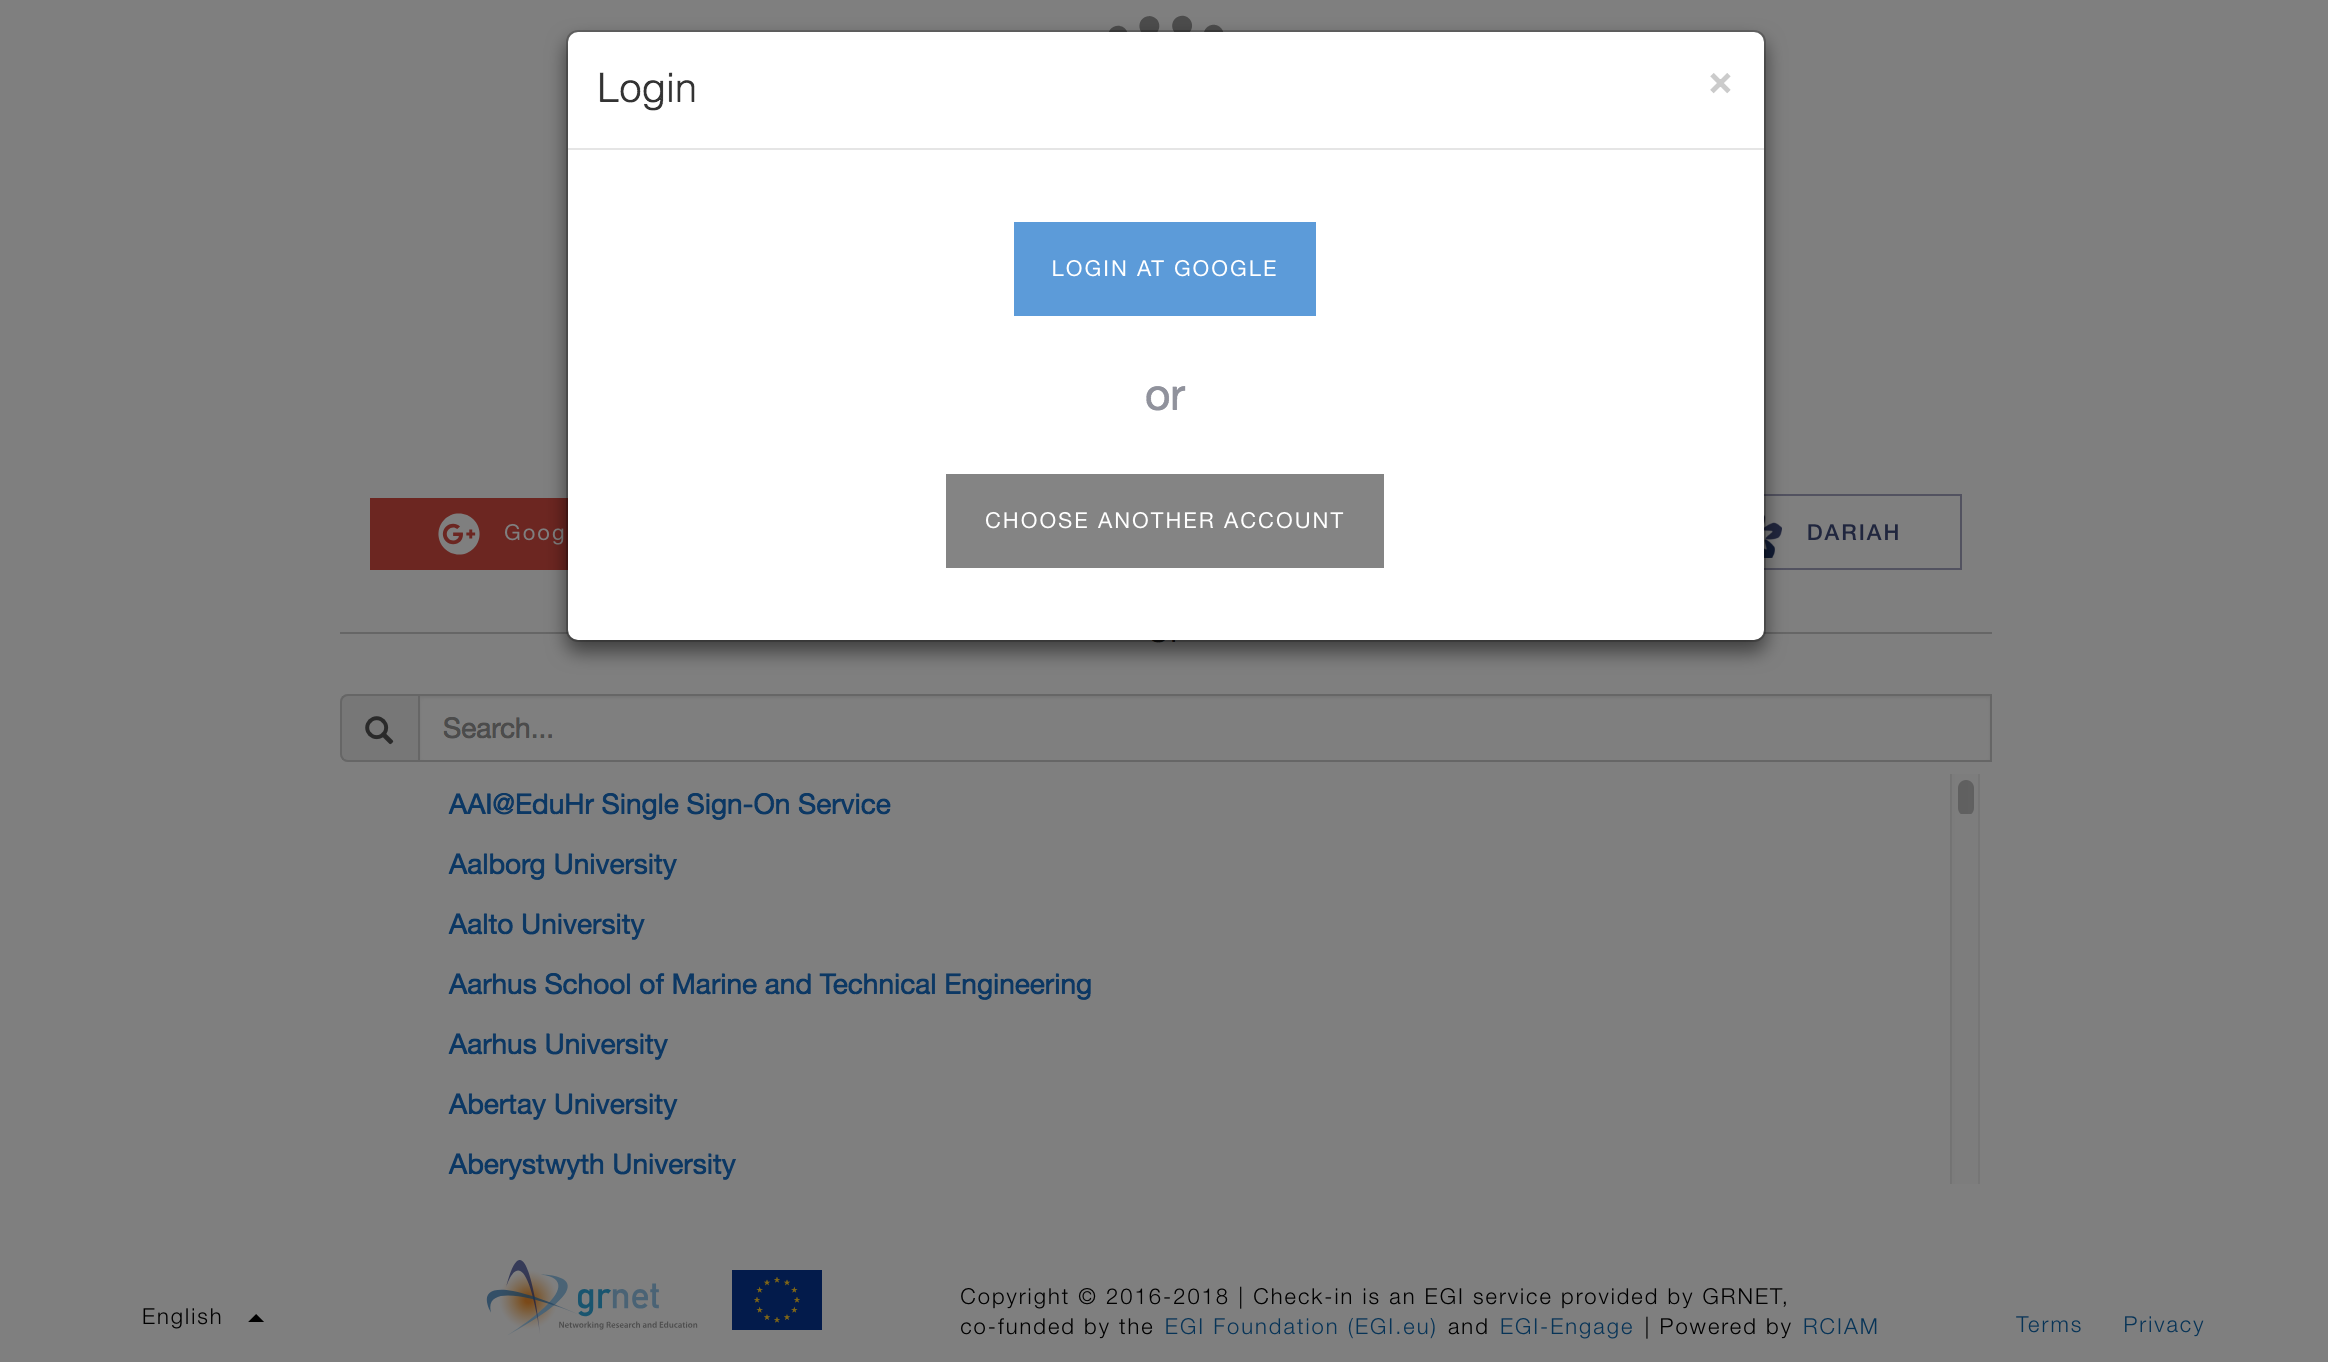 Login
×
LOGIN AT GOOGLE
or
CHOOSE ANOTHER ACCOUNT
G+
DARIAH
Search...
AAI@EduHr Single Sign-On Service
Aalborg University
Aalto University
Aarhus School of Marine and Technical Engineering
Aarhus University
Abertay University
Aberystwyth University
English
grnet
Networking Research and Education
Copyright © 2016-2018 | Check-in is an EGI service provided by GRNET,
co-funded by the EGI Foundation (EGI.eu) and EGI-Engage | Powered by RCIAM
Terms Privacy